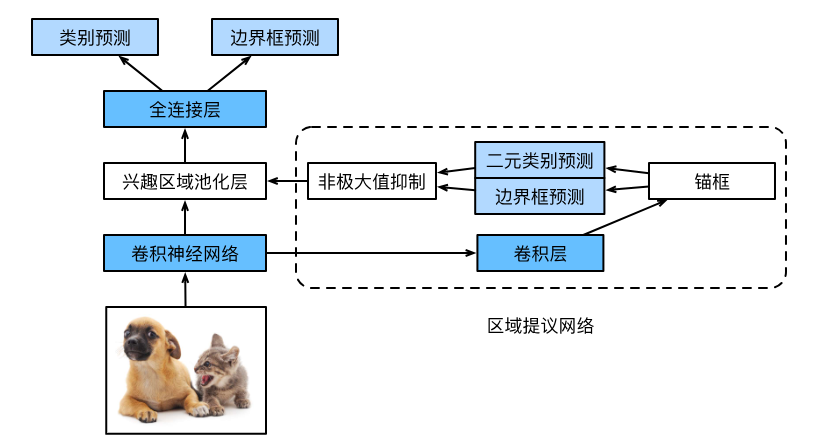 类别预测
边界框预测
全连接层
兴趣区域池化层
非极大值抑制
二元类别预测
边界框预测
锚框
卷积神经网络
卷积层
区域提议网络